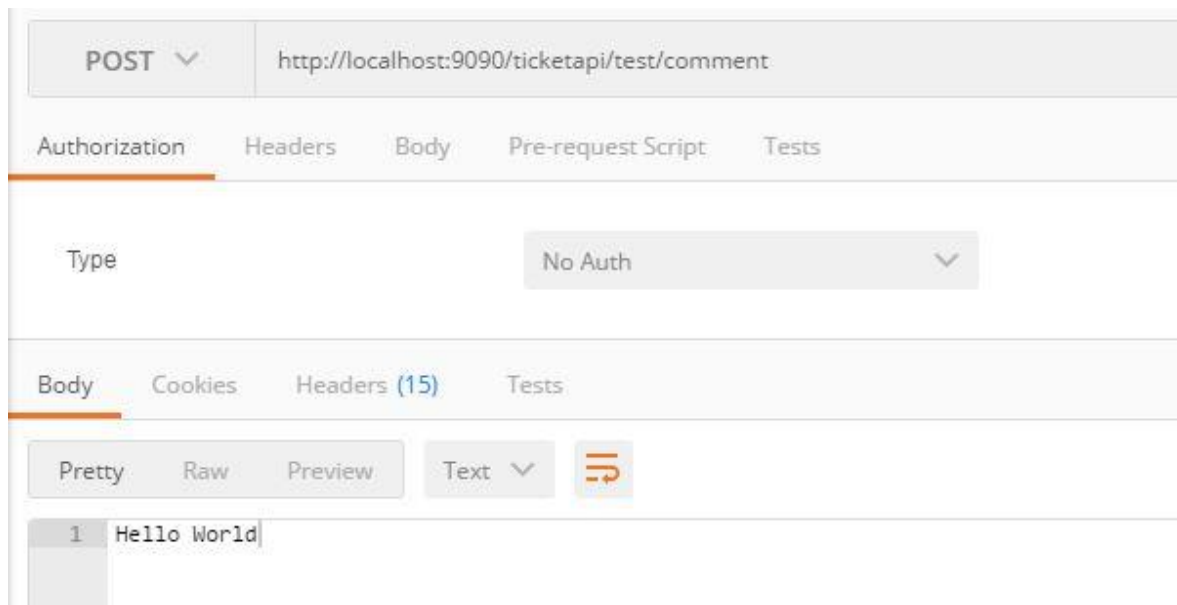 POST http://localhost:9090/ticketapi/test/comment
Authorization Headers Body Pre-request Script Tests
Type No Auth
Body Cookies Headers (15) Tests
Pretty Raw Preview Text
1 Hello World